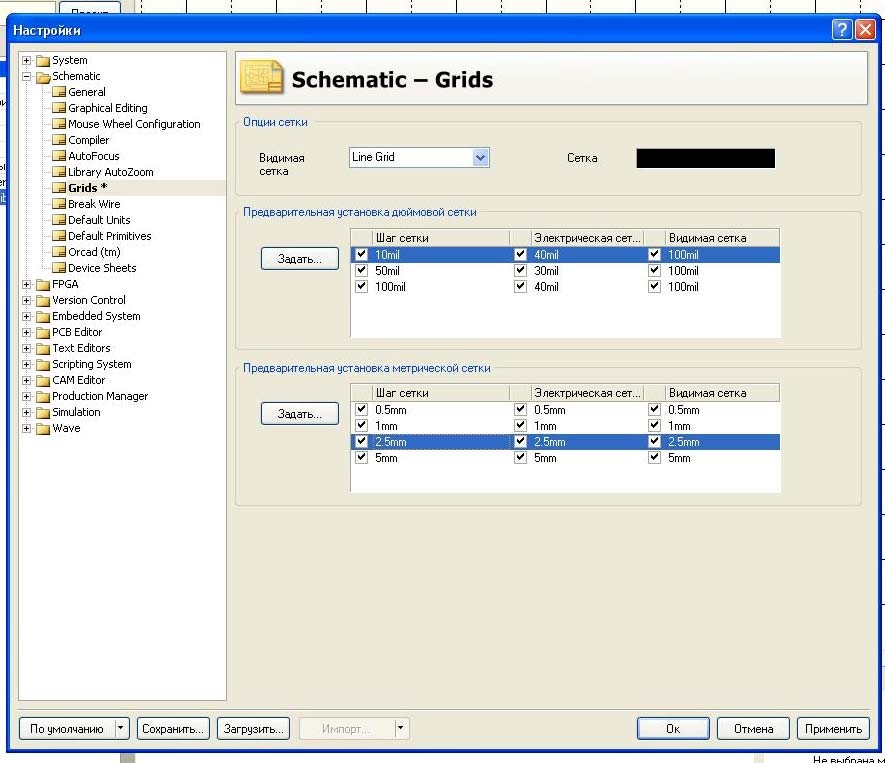 Проект
Настройки
System
Schematic
General
Graphical Editing
Mouse Wheel Configuration
Compiler
AutoFocus
Library AutoZoom
Grids *
Break Wire
Default Units
Default Primitives
Orcad (tm)
Device Sheets
FPGA
Version Control
Embedded System
PCB Editor
Text Editors
Scripting System
CAM Editor
Production Manager
Simulation
Wave
Schematic – Grids
Опции сетки
Видимая
сетка
Line Grid
Сетка
Предварительная установка дюймовой сетки
Задать...
Шаг сетки Электрическая сет... Видимая сетка
10mil 40mil 100mil
50mil 30mil 100mil
100mil 40mil 100mil
Предварительная установка метрической сетки
Задать...
Шаг сетки Электрическая сет... Видимая сетка
0.5mm 0.5mm 0.5mm
1mm 1mm 1mm
2.5mm 2.5mm 2.5mm
5mm 5mm 5mm
По умолчанию Сохранить... Загрузить... Импорт... Ок Отмена Применить
Не выбрана м